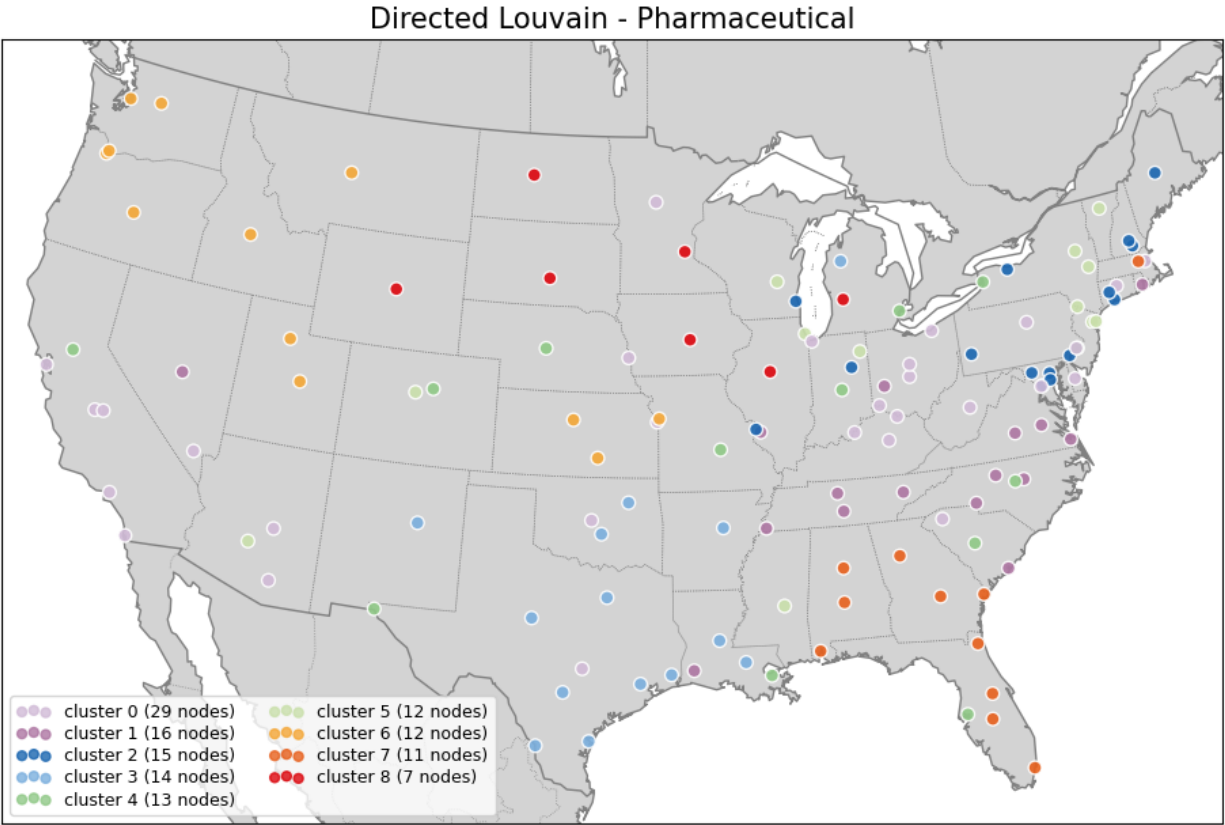 Directed Louvain - Pharmaceutical
cluster 0 (29 nodes)
cluster 1 (16 nodes)
cluster 2 (15 nodes)
cluster 3 (14 nodes)
cluster 4 (13 nodes)
cluster 5 (12 nodes)
cluster 6 (12 nodes)
cluster 7 (11 nodes)
cluster 8 (7 nodes)